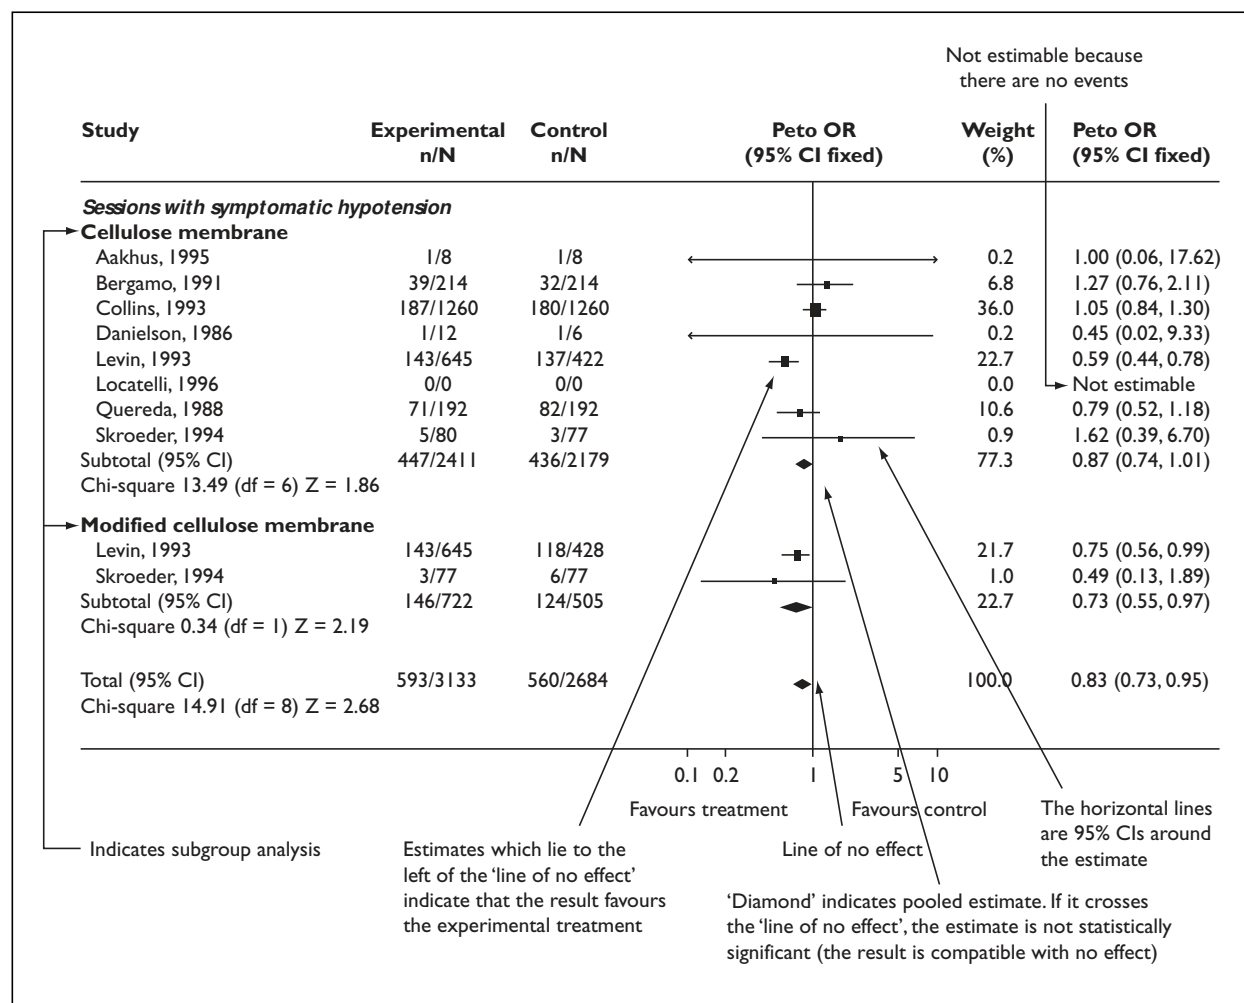 Not estimable because
there are no events
Study Experimental Control Peto OR Weight Peto OR
n/N n/N (95% CI fixed) (%) (95% CI fixed)
Sessions with symptomatic hypotension
Cellulose membrane
Aakhus, 1995 1/8 1/8 0.2 1.00 (0.06, 17.62)
Bergamo, 1991 39/214 32/214 6.8 1.27 (0.76, 2.11)
Collins, 1993 187/1260 180/1260 36.0 1.05 (0.84, 1.30)
Danielson, 1986 1/12 1/6 0.2 0.45 (0.02, 9.33)
Levin, 1993 143/645 137/422 22.7 0.59 (0.44, 0.78)
Locatelli, 1996 0/0 0/0 0.0 Not estimable
Quereda, 1988 71/192 82/192 10.6 0.79 (0.52, 1.18)
Skroeder, 1994 5/80 3/77 0.9 1.62 (0.39, 6.70)
Subtotal (95% CI) 447/2411 436/2179 77.3 0.87 (0.74, 1.01)
Chi-square 13.49 (df = 6) Z = 1.86
Modified cellulose membrane
Levin, 1993 143/645 118/428 21.7 0.75 (0.56, 0.99)
Skroeder, 1994 3/77 6/77 1.0 0.49 (0.13, 1.89)
Subtotal (95% CI) 146/722 124/505 22.7 0.73 (0.55, 0.97)
Chi-square 0.34 (df = 1) Z = 2.19
Total (95% CI) 593/3133 560/2684 100.0 0.83 (0.73, 0.95)
Chi-square 14.91 (df = 8) Z = 2.68
0.1 0.2 1 5 10
Favours treatment Favours control
Indicates subgroup analysis
Estimates which lie to the
left of the ‘line of no effect’
indicate that the result favours
the experimental treatment
Line of no effect
The horizontal lines
are 95% CIs around
the estimate
‘Diamond’ indicates pooled estimate. If it crosses
the ‘line of no effect’, the estimate is not statistically
significant (the result is compatible with no effect)